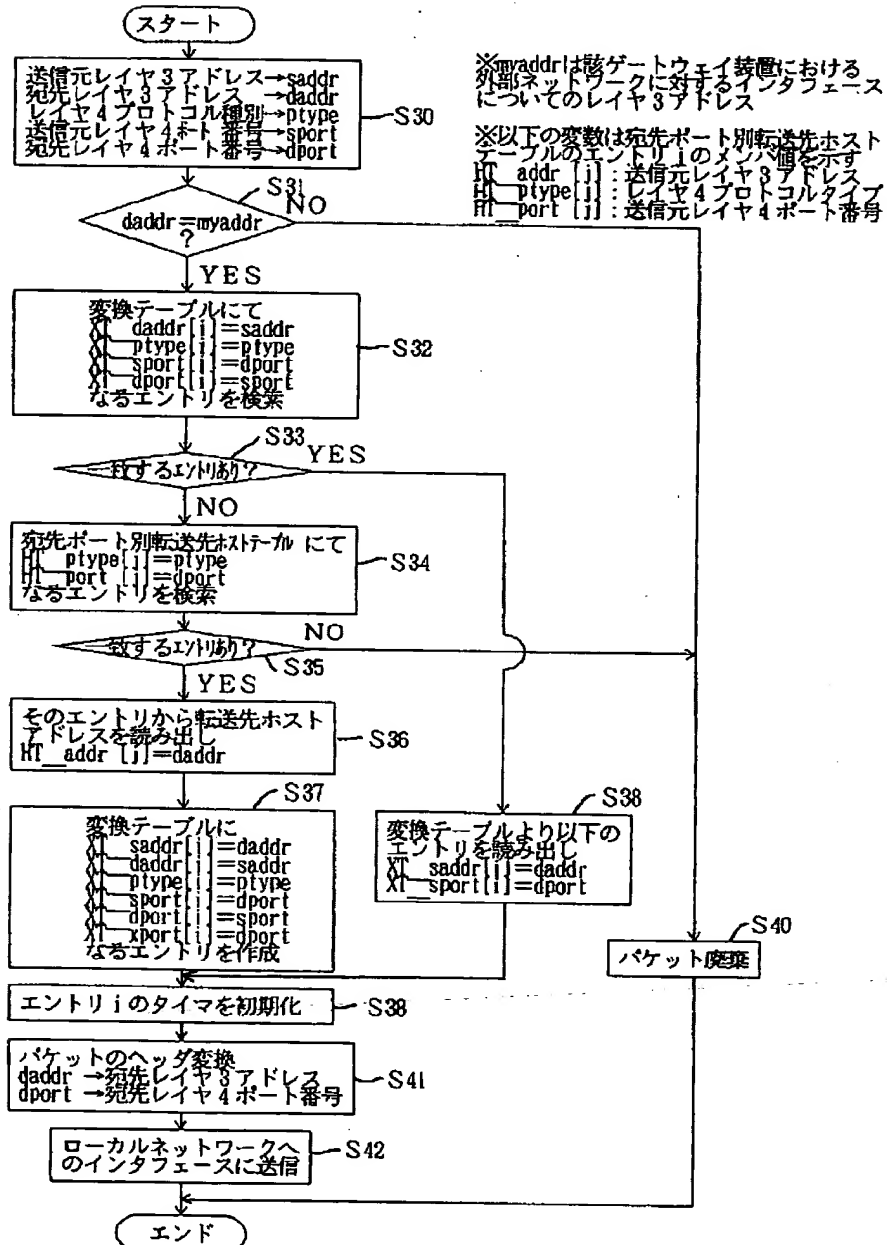 スタート
送信元レイヤ3アドレス→saddr
宛先レイヤ3アドレス →daddr
レイヤ4プロトコル種別→ptype
送信元レイヤ4ポート番号→sport
宛先レイヤ4ポート番号→dport
S30
※myaddrは該ゲートウェイ装置における
外部ネットワークに対するインタフェース
についてのレイヤ3アドレス
※以下の変数は宛先ポート別転送先ホスト
テーブルのエントリjのメンバ値を示す
HT__addr [j]:送信元レイヤ3アドレス
HT__ptype[j]:レイヤ4プロトコルタイプ
HT__port [j]:送信元レイヤ4ポート番号
S31
NO
daddr=myaddr
?
YES
変換テーブルにて
XT__daddr[i]=saddr
XT__ptype[i]=ptype
XT__sport[i]=dport
XT__dport[i]=sport
なるエントリを検索
S32
S33
YES
一致するエントリあり?
NO
宛先ポート別転送先ホストテーブル にて
HT__ptype[j]=ptype
HT__port [j]=dport
なるエントリを検索
S34
NO
一致するエントリあり?
S35
YES
そのエントリから転送先ホスト
アドレスを読み出し
HT__addr [j]=daddr
S36
S37
変換テーブルに
XT__saddr[i]=daddr
XT__daddr[i]=saddr
XT__ptype[i]=ptype
XT__sport[i]=dport
XT__dport[i]=sport
XT__xport[i]=dport
なるエントリを作成
S38
変換テーブルより以下の
エントリを読み出し
XT__saddr[i]=daddr
XT__sport[i]=dport
S40
パケット廃棄
エントリiのタイマを初期化
S38
パケットのヘッダ変換
daddr →宛先レイヤ3アドレス
dport →宛先レイヤ4ポート番号
S41
ローカルネットワークへ
のインタフェースに送信
S42
エンド